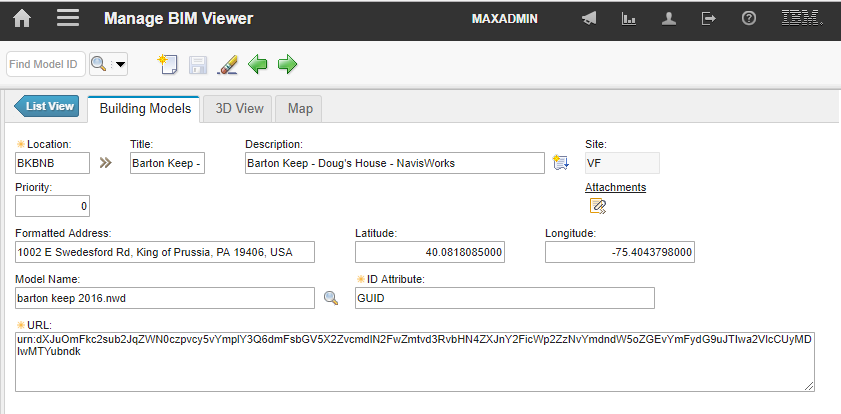 Manage BIM Viewer
MAXADMIN
IBM.
Find Model ID
List View
Building Models
3D View
Map
Location:
Title:
Description:
Site:
BKBNB
Barton Keep -
Barton Keep - Doug's House - NavisWorks
VF
Priority:
Attachments
0
Formatted Address:
Latitude:
Longitude:
1002 E Swedesford Rd, King of Prussia, PA 19406, USA
40.0818085000
-75.4043798000
Model Name:
ID Attribute:
barton keep 2016.nwd
GUID
URL:
urn:dXJuOmFkc2sub2JqZWN0czpvcy5vYmplY3Q6dmFsbGV5X2ZvcmdlN2FwZmtvd3RvbHN4ZXJnY2FicWp2ZzNvYmdndW5oZGEvYmFydG9uJTIwa2VlcCUyMD
IwMTYubndk